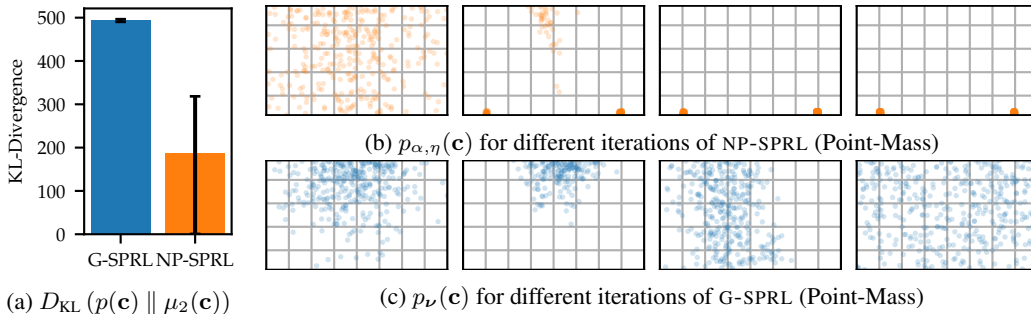 500
400
300
200
100
0
KL-Divergence
G-SPRL NP-SPRL
(a) D_KL (p(c) ∥ μ₂(c))
(b) p_α,η(c) for different iterations of NP-SPRL (Point-Mass)
(c) p_ν(c) for different iterations of G-SPRL (Point-Mass)